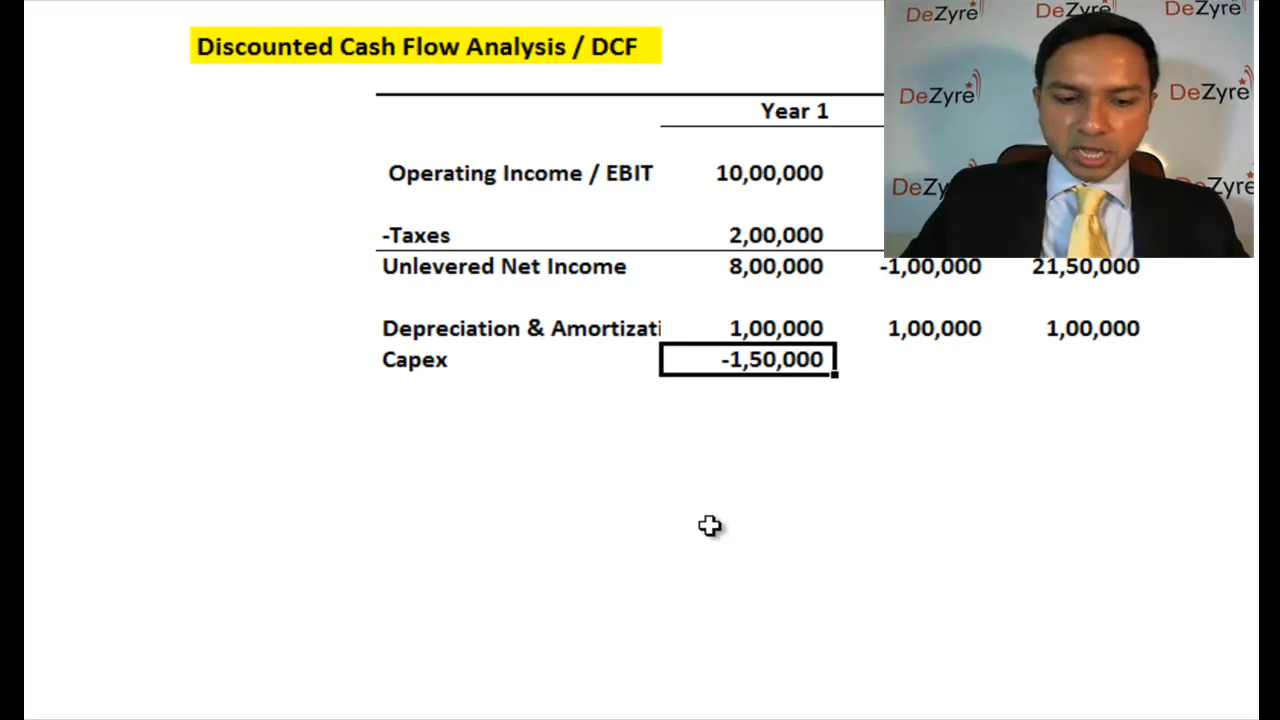 Discounted Cash Flow Analysis / DCF
DeZyre DeZyre DeZyre
DeZyre DeZyre
Year 1
Operating Income / EBIT 10,00,000
-Taxes 2,00,000
Unlevered Net Income 8,00,000 -1,00,000 21,50,000
Depreciation & Amortizati 1,00,000 1,00,000 1,00,000
Capex -1,50,000